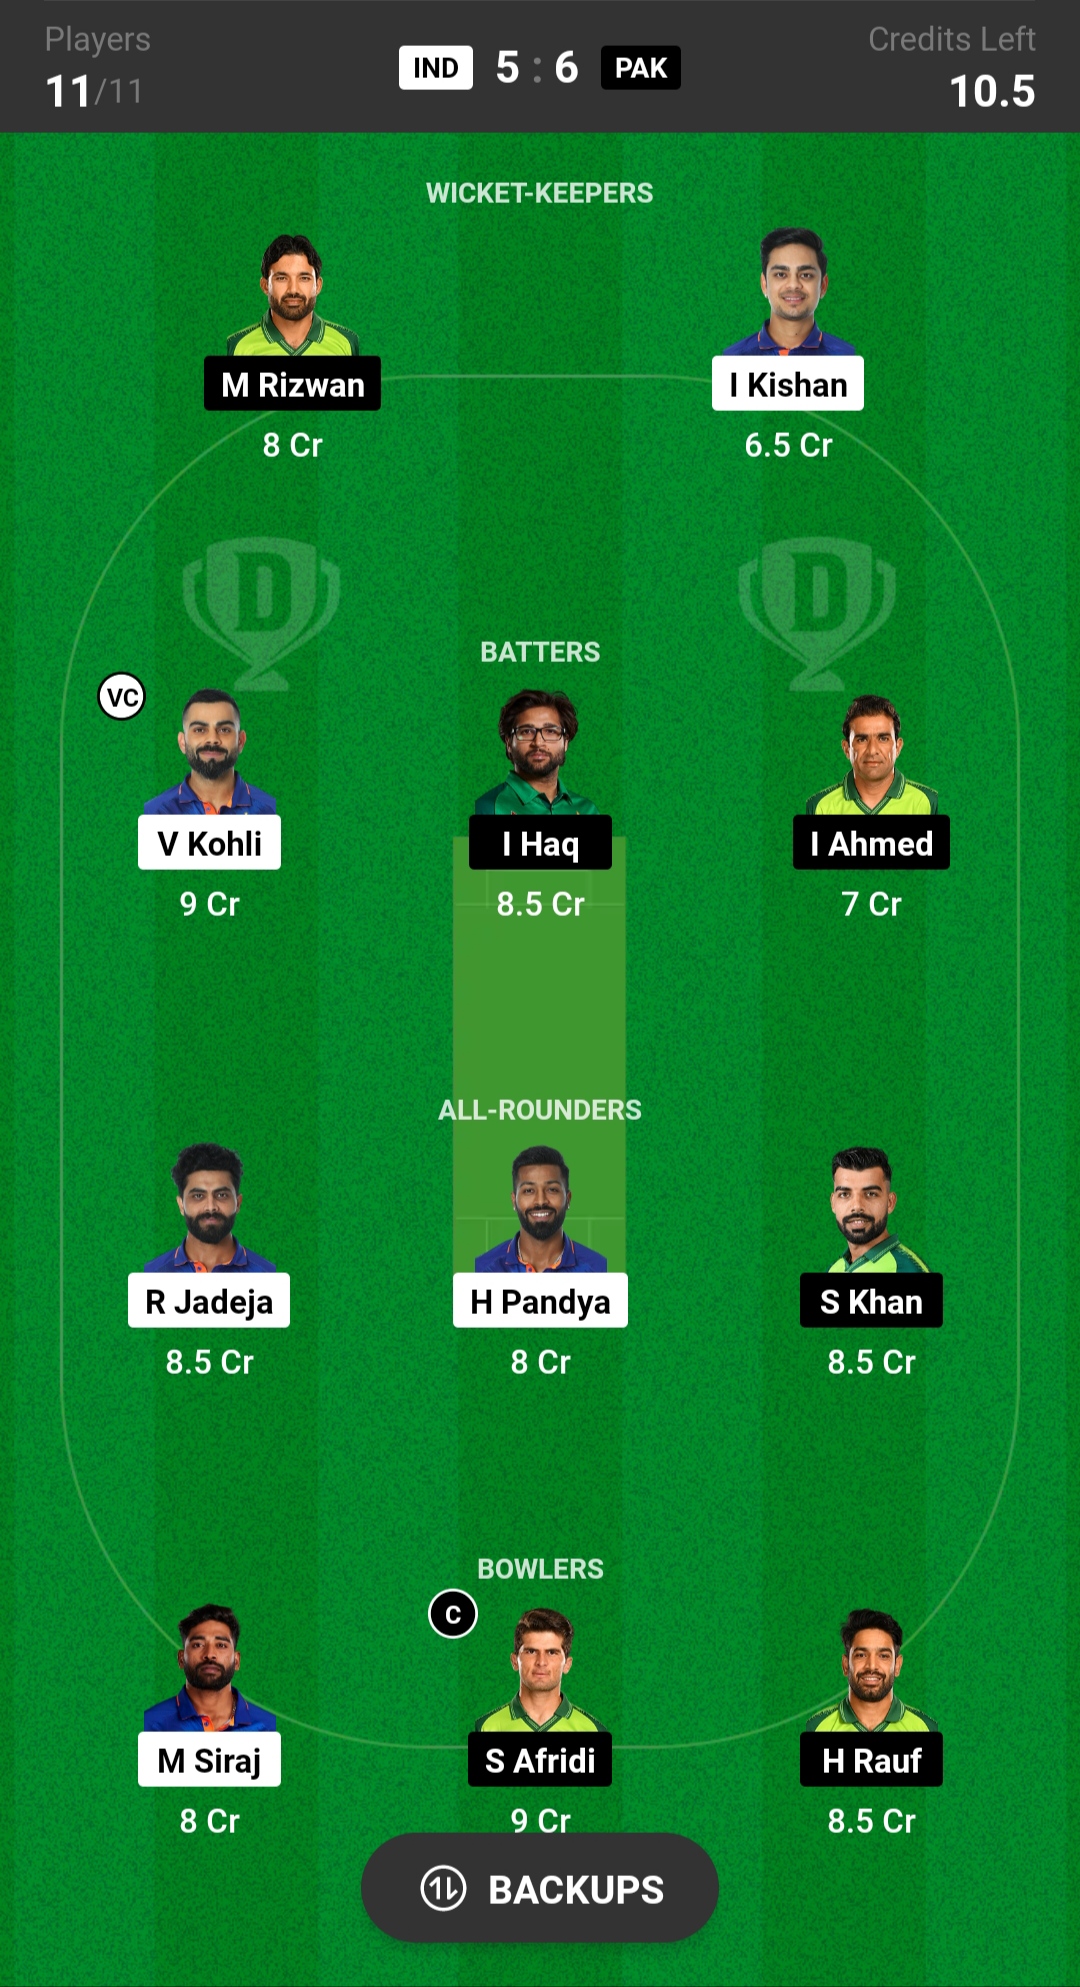 Players
11/11
IND 5 : 6 PAK
Credits Left
10.5
WICKET-KEEPERS
M Rizwan
8 Cr
I Kishan
6.5 Cr
D
D
BATTERS
VC
V Kohli
9 Cr
I Haq
8.5 Cr
I Ahmed
7 Cr
ALL-ROUNDERS
R Jadeja
8.5 Cr
H Pandya
8 Cr
S Khan
8.5 Cr
BOWLERS
M Siraj
8 Cr
C
S Afridi
9 Cr
H Rauf
8.5 Cr
BACKUPS